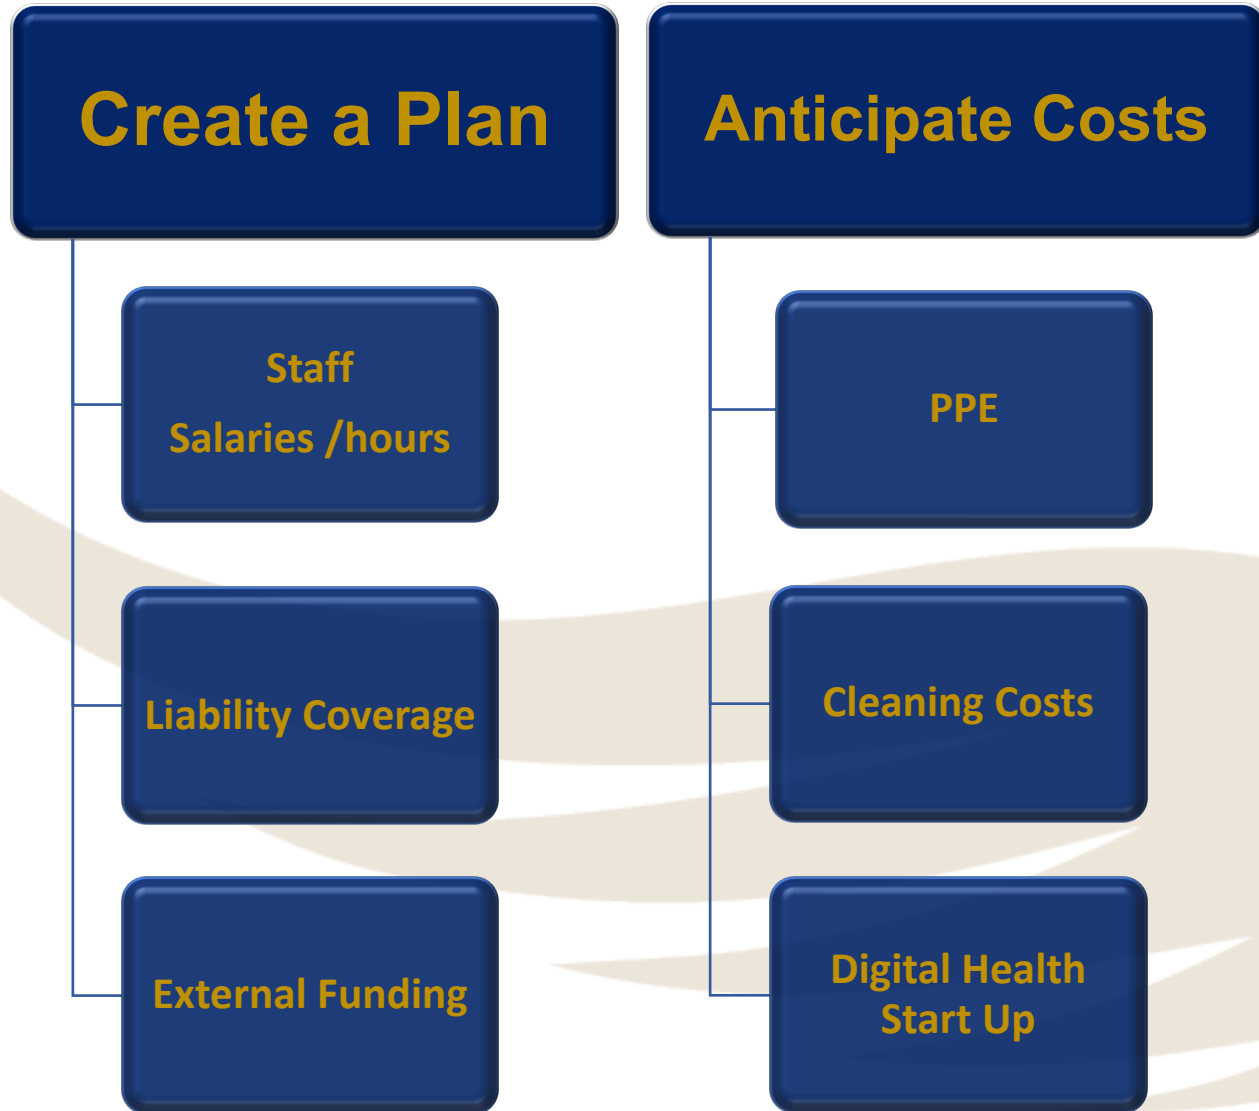 Create a Plan
Staff
Salaries /hours
Liability Coverage
External Funding
Anticipate Costs
PPE
Cleaning Costs
Digital Health
Start Up